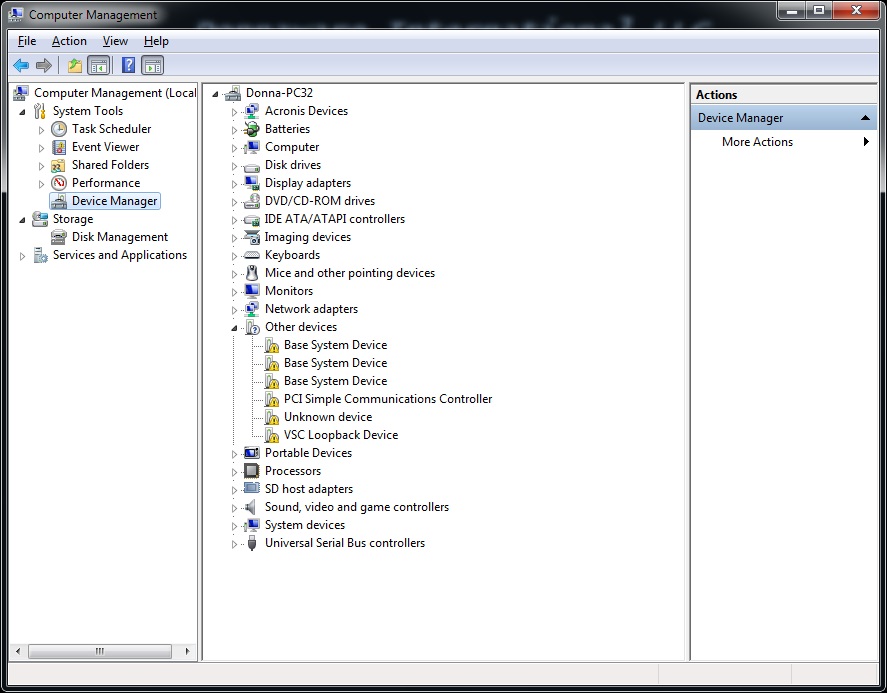 Computer Management
File Action View Help
Computer Management (Local
System Tools
Task Scheduler
Event Viewer
Shared Folders
Performance
Device Manager
Storage
Disk Management
Services and Applications
Donna-PC32
Acronis Devices
Batteries
Computer
Disk drives
Display adapters
DVD/CD-ROM drives
IDE ATA/ATAPI controllers
Imaging devices
Keyboards
Mice and other pointing devices
Monitors
Network adapters
Other devices
Base System Device
Base System Device
Base System Device
PCI Simple Communications Controller
Unknown device
VSC Loopback Device
Portable Devices
Processors
SD host adapters
Sound, video and game controllers
System devices
Universal Serial Bus controllers
Actions
Device Manager
More Actions